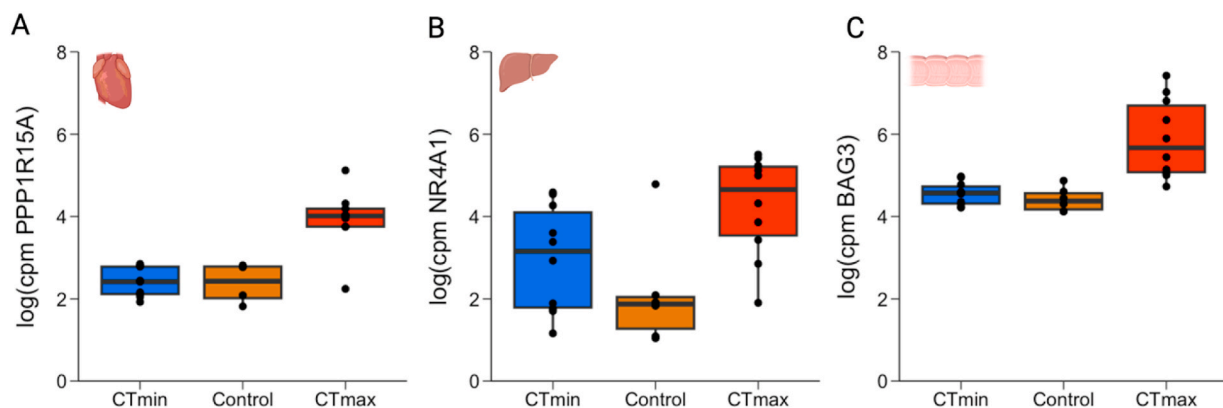 A
log(cpm PPP1R15A)
8
6
4
2
0
CTmin Control CTmax
B
log(cpm NR4A1)
8
6
4
2
0
CTmin Control CTmax
C
log(cpm BAG3)
8
6
4
2
0
CTmin Control CTmax